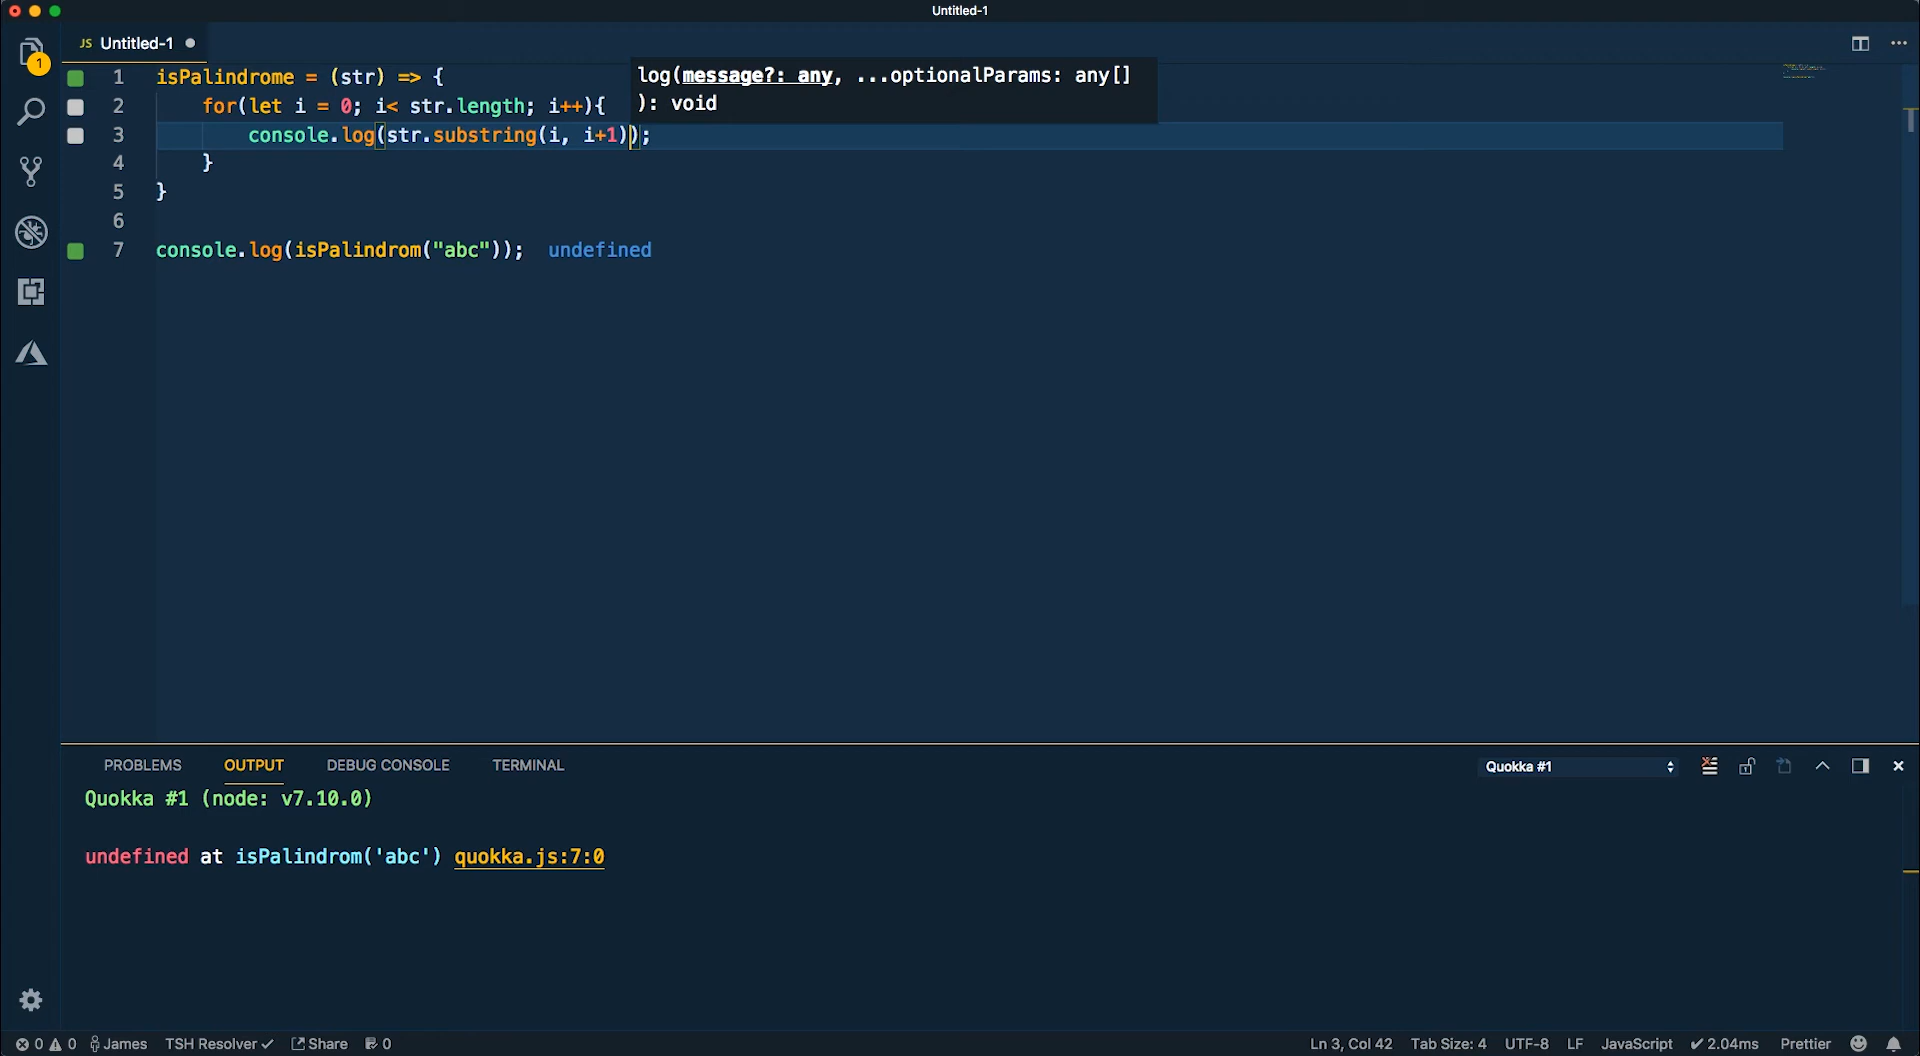 Untitled-1
JS Untitled-1
1
1 isPalindrome = (str) => {
2 for(let i = 0; i< str.length; i++){
3 console.log(str.substring(i, i+1));
4 }
5 }
6
7 console.log(isPalindrom("abc")); undefined
log(message?: any, ...optionalParams: any[]
): void
PROBLEMS OUTPUT DEBUG CONSOLE TERMINAL Quokka #1
Quokka #1 (node: v7.10.0)
undefined at isPalindrom('abc') quokka.js:7:0
0 0 James TSH Resolver ✓ Share 0 Ln 3, Col 42 Tab Size: 4 UTF-8 LF JavaScript ✓ 2.04ms Prettier